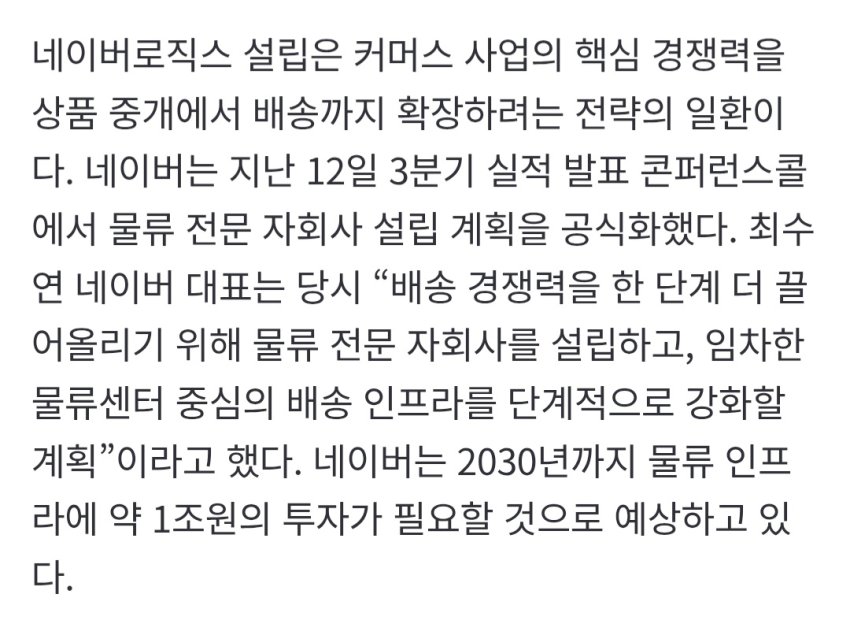 네이버로직스 설립은 커머스 사업의 핵심 경쟁력을
상품 중개에서 배송까지 확장하려는 전략의 일환이
다. 네이버는 지난 12일 3분기 실적 발표 콘퍼런스콜
에서 물류 전문 자회사 설립 계획을 공식화했다. 최수
연 네이버 대표는 당시 “배송 경쟁력을 한 단계 더 끌
어올리기 위해 물류 전문 자회사를 설립하고, 임차한
물류센터 중심의 배송 인프라를 단계적으로 강화할
계획”이라고 했다. 네이버는 2030년까지 물류 인프
라에 약 1조원의 투자가 필요할 것으로 예상하고 있
다.